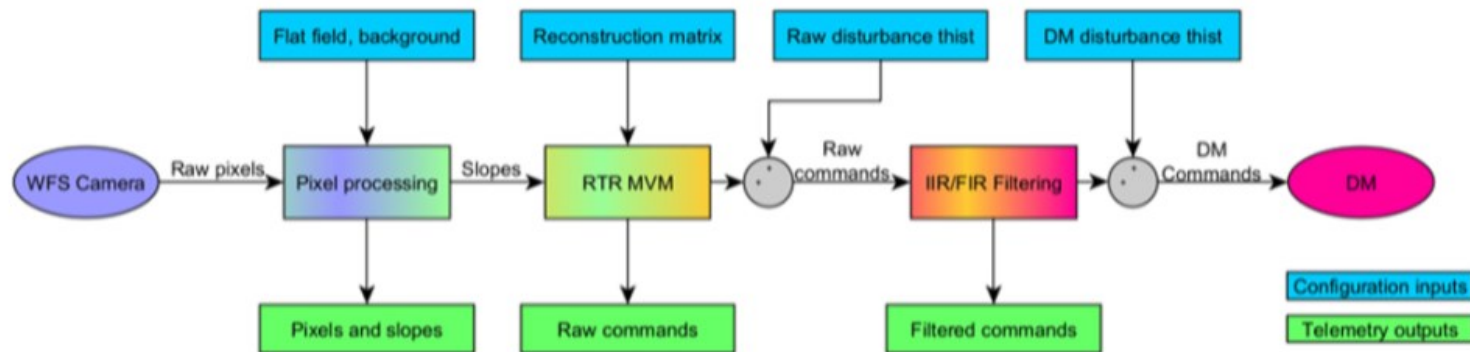 Flat field, background
Reconstruction matrix
Raw disturbance thist
DM disturbance thist
WFS Camera
Raw pixels
Pixel processing
Slopes
RTR MVM
Raw
commands
IIR/FIR Filtering
DM
Commands
DM
Pixels and slopes
Raw commands
Filtered commands
Configuration inputs
Telemetry outputs